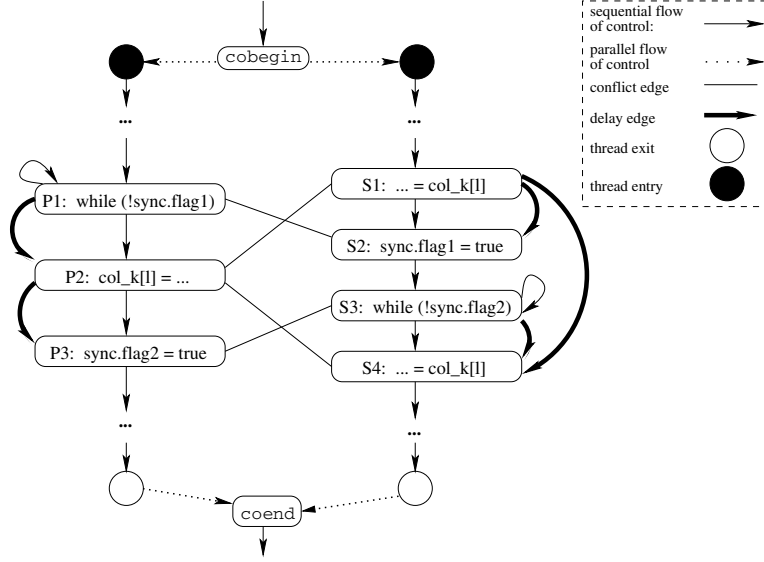 cobegin
...
...
P1: while (!sync.flag1)
S1: ... = col_k[l]
S2: sync.flag1 = true
P2: col_k[l] = ...
S3: while (!sync.flag2)
P3: sync.flag2 = true
S4: ... = col_k[l]
...
...
coend
sequential flow
of control:
parallel flow
of control
conflict edge
delay edge
thread exit
thread entry